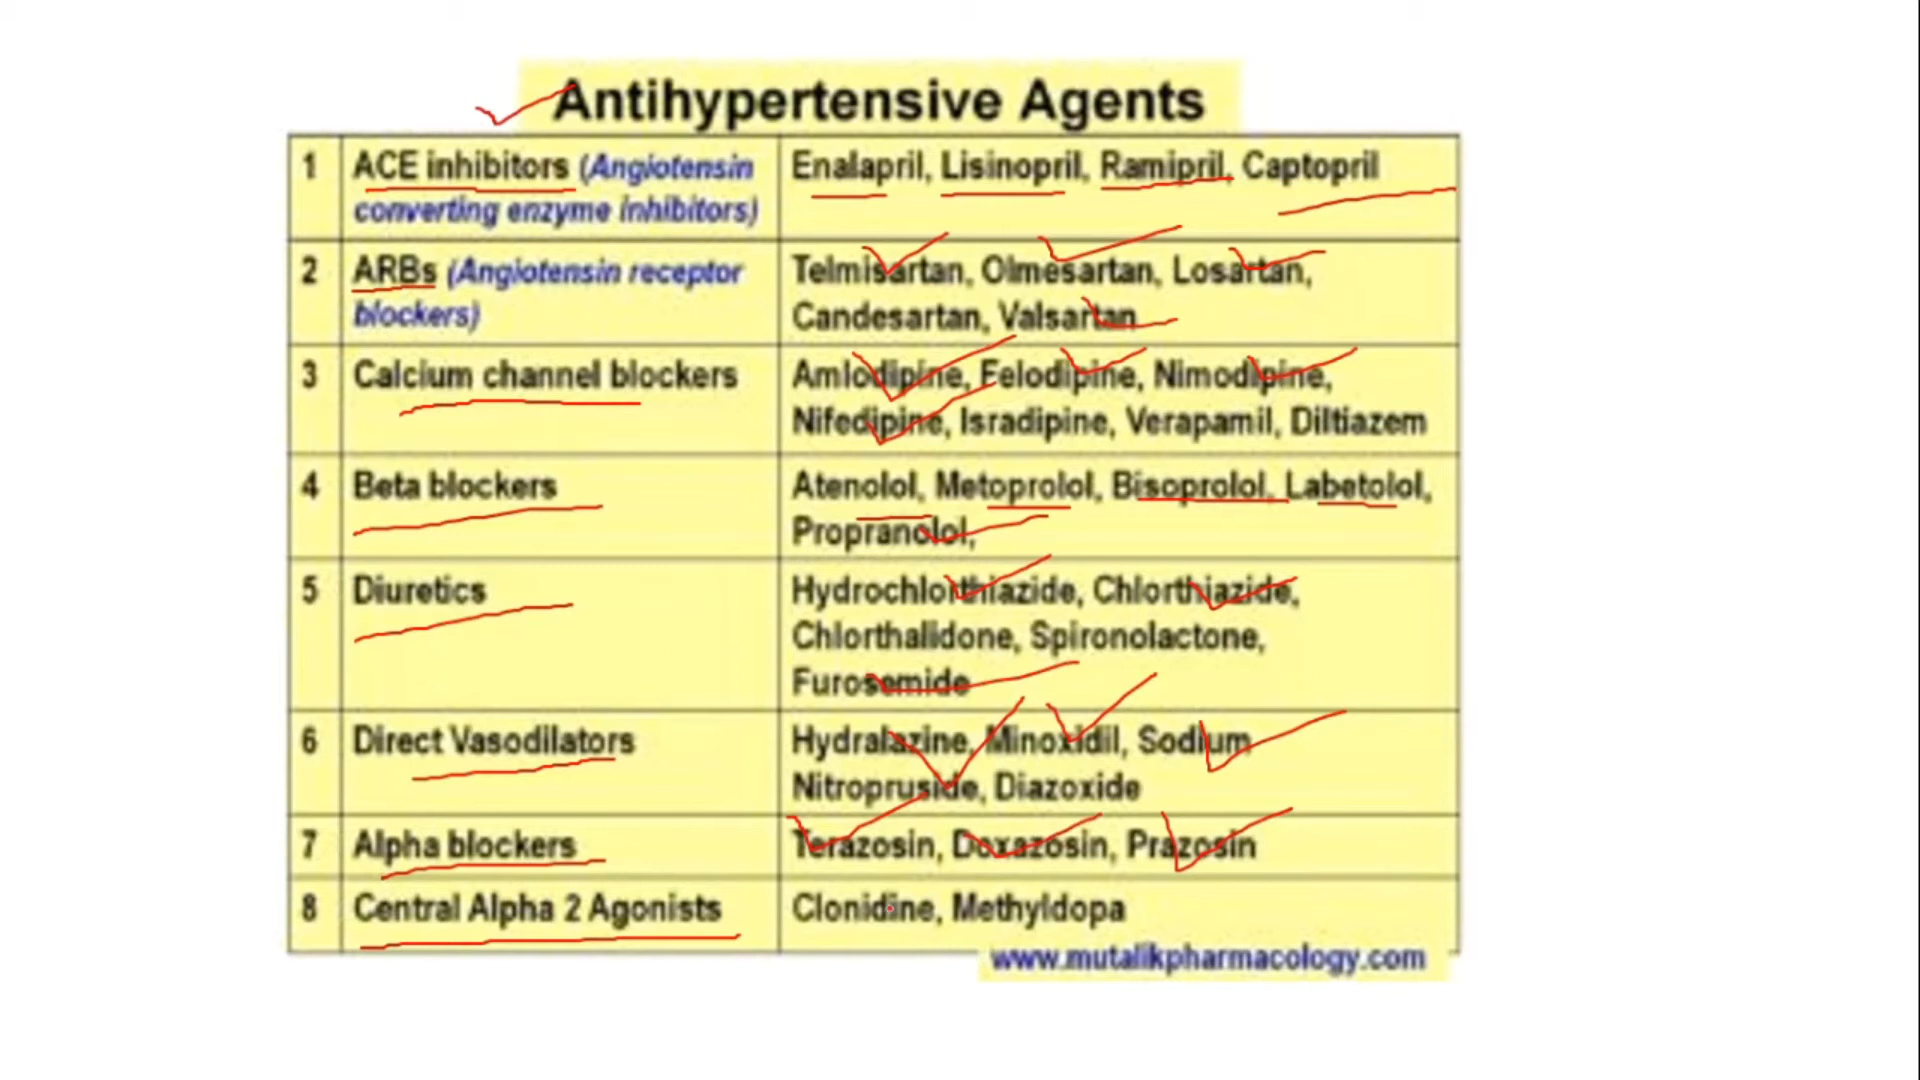 Antihypertensive Agents
1 ACE inhibitors (Angiotensin converting enzyme inhibitors) Enalapril, Lisinopril, Ramipril, Captopril
2 ARBs (Angiotensin receptor blockers) Telmisartan, Olmesartan, Losartan, Candesartan, Valsartan
3 Calcium channel blockers Amlodipine, Felodipine, Nimodipine, Nifedipine, Isradipine, Verapamil, Diltiazem
4 Beta blockers Atenolol, Metoprolol, Bisoprolol, Labetolol, Propranolol,
5 Diuretics Hydrochlorthiazide, Chlorthiazide, Chlorthalidone, Spironolactone, Furosemide
6 Direct Vasodilators Hydralazine, Minoxidil, Sodium Nitropruside, Diazoxide
7 Alpha blockers Terazosin, Doxazosin, Prazosin
8 Central Alpha 2 Agonists Clonidine, Methyldopa
www.mutalikpharmacology.com